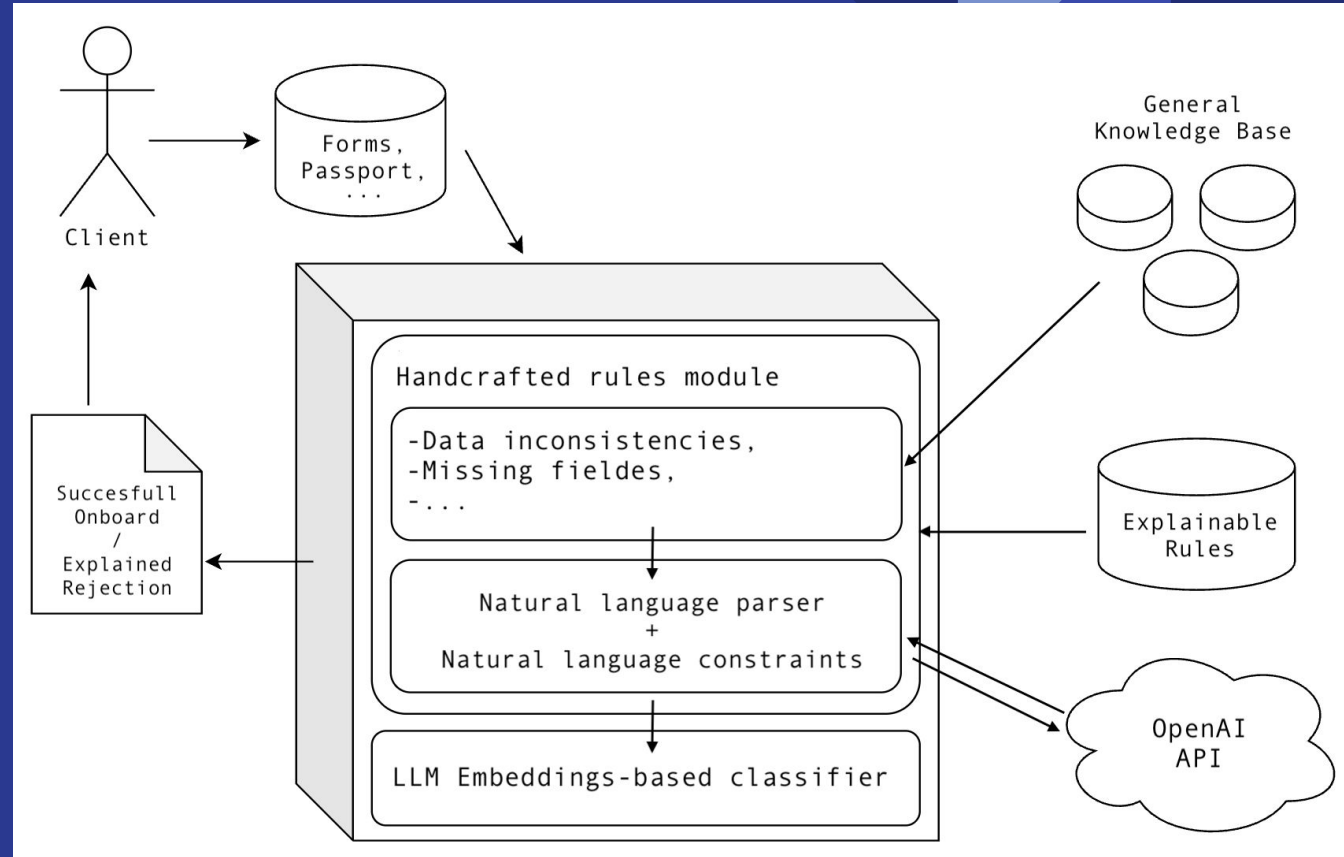 Client
Forms,
Passport,
...
General
Knowledge Base
Handcrafted rules module
-Data inconsistencies,
-Missing fieldes,
-...
Natural language parser
+
Natural language constraints
LLM Embeddings-based classifier
Explainable
Rules
OpenAI
API
Succesfull
Onboard
/
Explained
Rejection